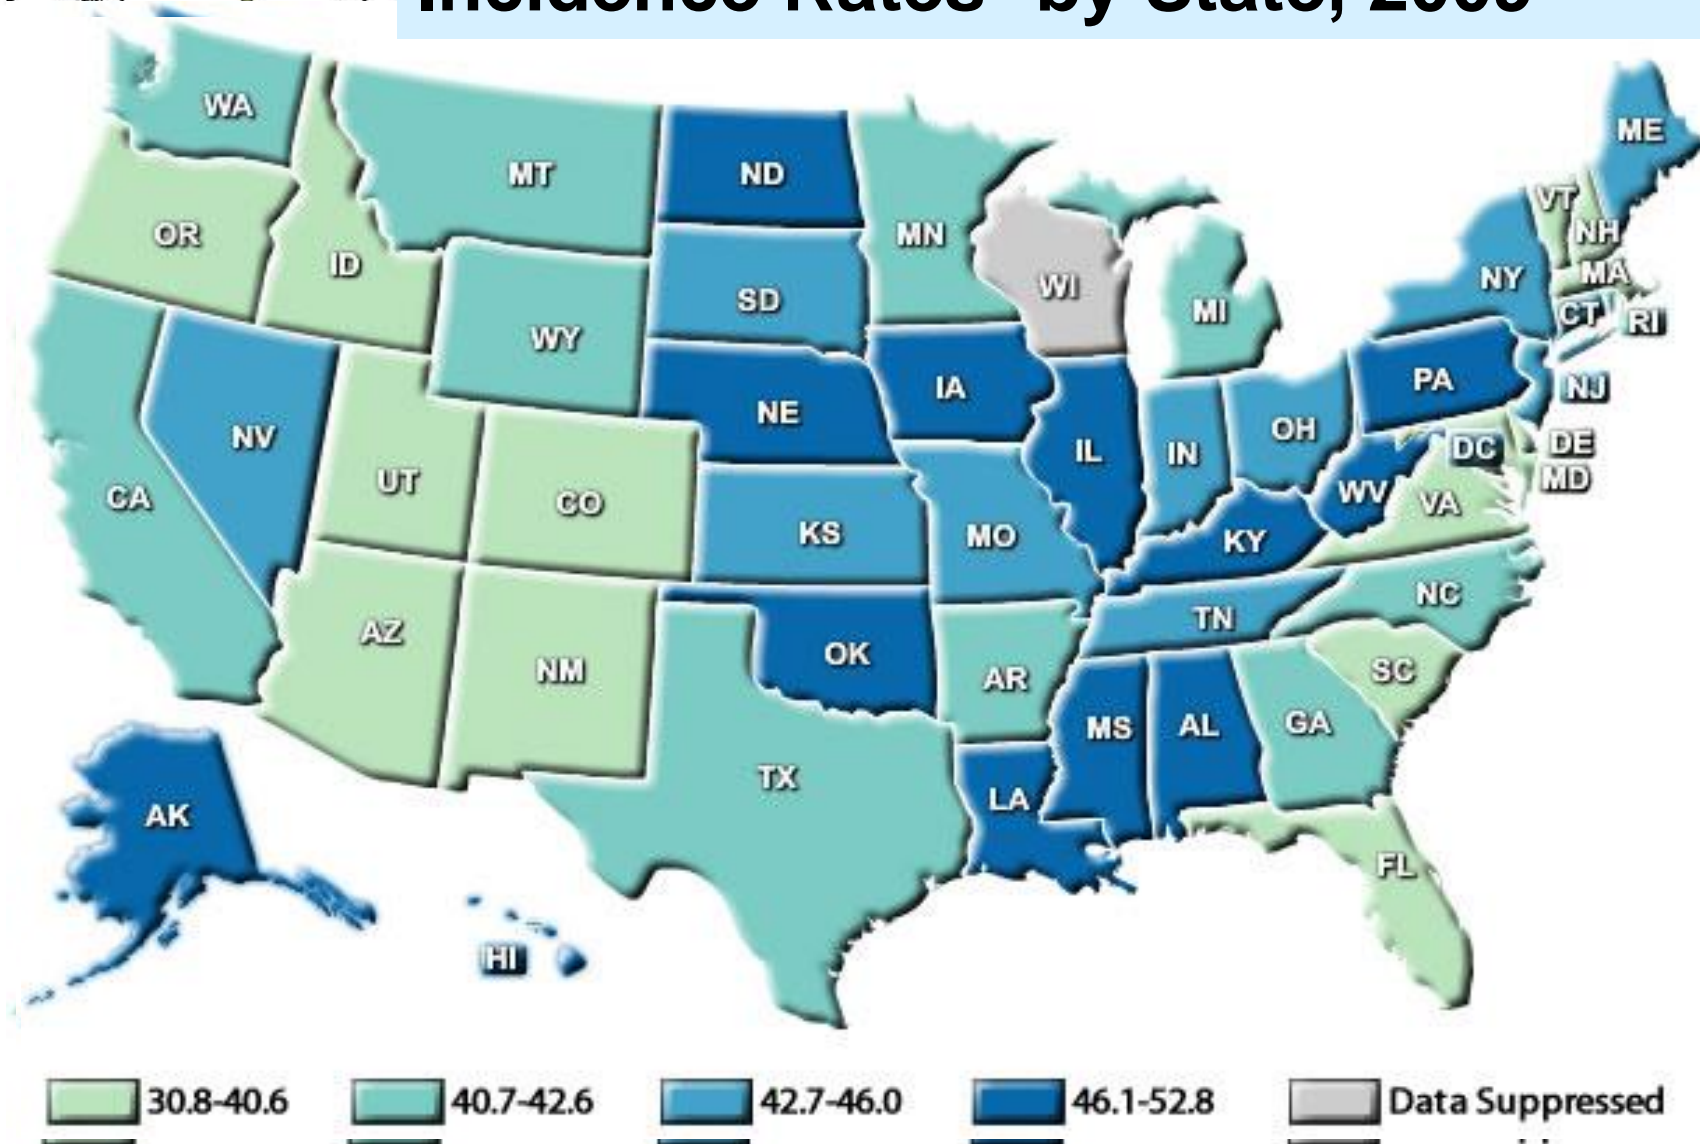 Incidence Rates by State, 2009
WA
MT
ND
MN
ME
VT
NH
OR
ID
SD
WI
MI
NY
MA
CT
RI
WY
IA
PA
NJ
NE
NV
UT
CO
IL
IN
OH
DC
DE
MD
CA
KS
MO
WV
VA
KY
NC
TN
AZ
NM
OK
AR
SC
MS
AL
GA
TX
LA
AK
FL
HI
30.8-40.6 40.7-42.6 42.7-46.0 46.1-52.8 Data Suppressed